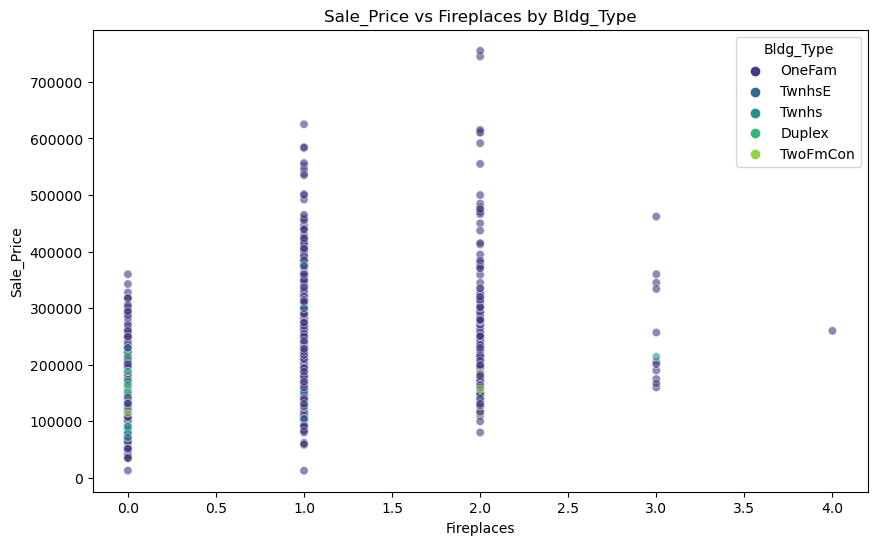 Sale_Price vs Fireplaces by Bldg_Type
Bldg_Type
OneFam
TwnhsE
Twnhs
Duplex
TwoFmCon
Sale_Price
700000
600000
500000
400000
300000
200000
100000
0
0.0
0.5
1.0
1.5
2.0
2.5
3.0
3.5
4.0
Fireplaces